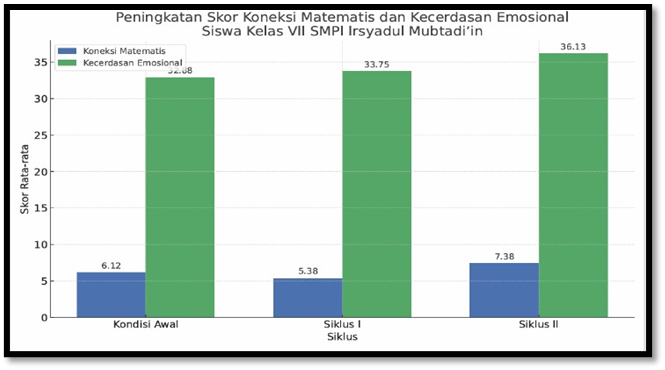 Peningkatan Skor Koneksi Matematis dan Kecerdasan Emosional
Siswa Kelas VII SMPI Irsyadul Mubtadi’in
Koneksi Matematis
Kecerdasan Emosional
Skor Rata-rata
35
30
25
20
15
10
5
0
6.12
33.75
5.38
36.13
7.38
Kondisi Awal
Siklus I
Siklus II
Siklus